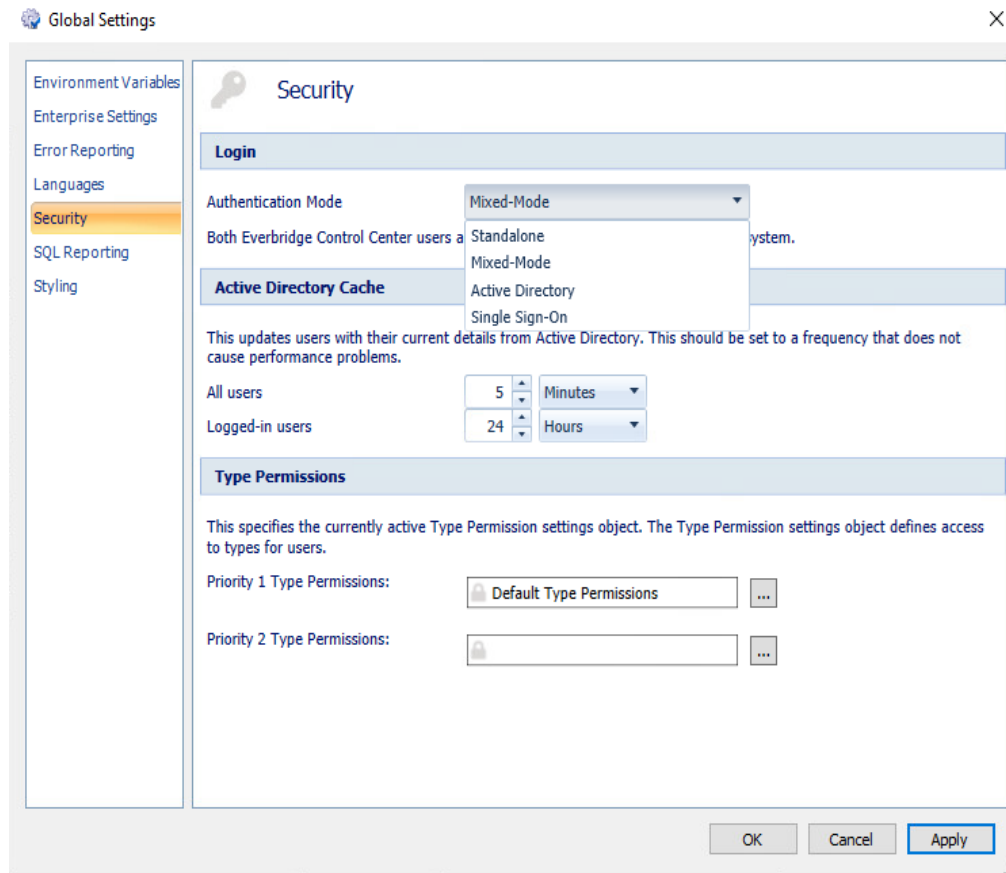 Global Settings
Environment Variables
Enterprise Settings
Error Reporting
Languages
Security
SQL Reporting
Styling
Security
Login
Authentication Mode
Mixed-Mode
Both Everbridge Control Center users a
ystem.
Standalone
Mixed-Mode
Active Directory
Single Sign-On
Active Directory Cache
This updates users with their current details from Active Directory. This should be set to a frequency that does not
cause performance problems.
All users
5
Minutes
Logged-in users
24
Hours
Type Permissions
This specifies the currently active Type Permission settings object. The Type Permission settings object defines access
to types for users.
Priority 1 Type Permissions:
Default Type Permissions
...
Priority 2 Type Permissions:
...
OK
Cancel
Apply